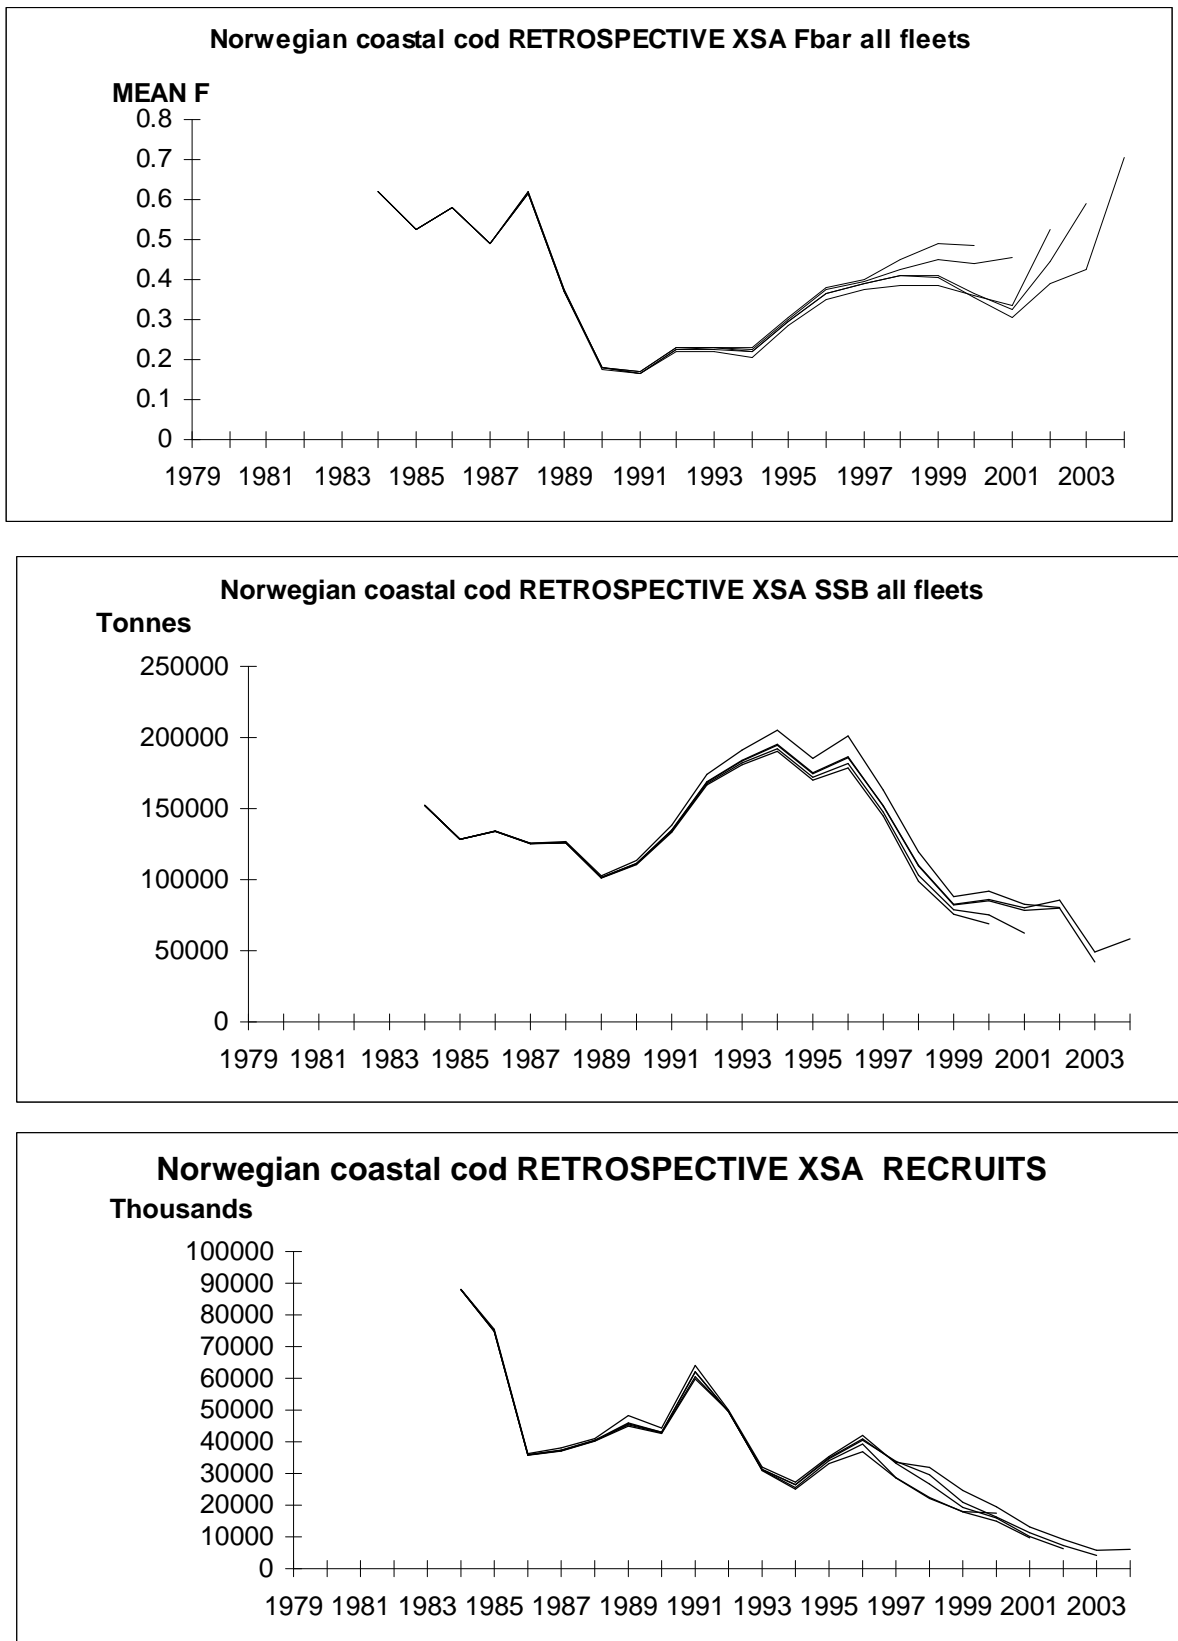 Norwegian coastal cod RETROSPECTIVE XSA Fbar all fleets
MEAN F
0.8
0.7
0.6
0.5
0.4
0.3
0.2
0.1
0
1979 1981 1983 1985 1987 1989 1991 1993 1995 1997 1999 2001 2003
Norwegian coastal cod RETROSPECTIVE XSA SSB all fleets
Tonnes
250000
200000
150000
100000
50000
0
1979 1981 1983 1985 1987 1989 1991 1993 1995 1997 1999 2001 2003
Norwegian coastal cod RETROSPECTIVE XSA RECRUITS
Thousands
100000
90000
80000
70000
60000
50000
40000
30000
20000
10000
0
1979 1981 1983 1985 1987 1989 1991 1993 1995 1997 1999 2001 2003